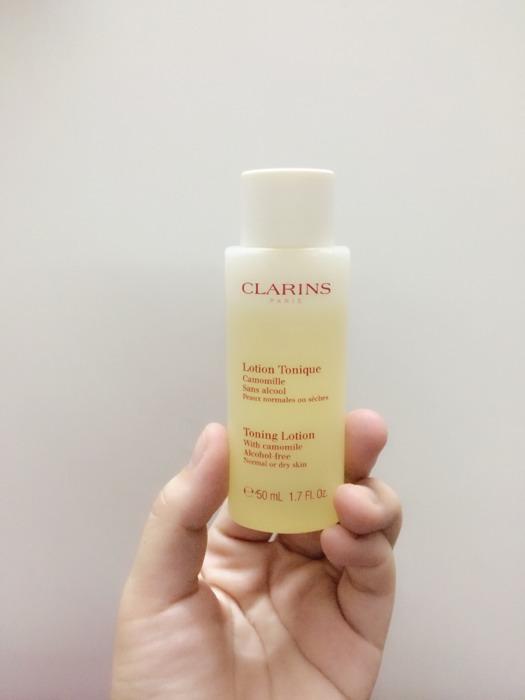 CLARINS
PARIS
Lotion Tonique
Camomille
Sans alcool
Peaux normales ou sèches
Toning Lotion
With camomile
Alcohol-free
Normal or dry skin
℮ 50 mL 1.7 Fl. Oz.